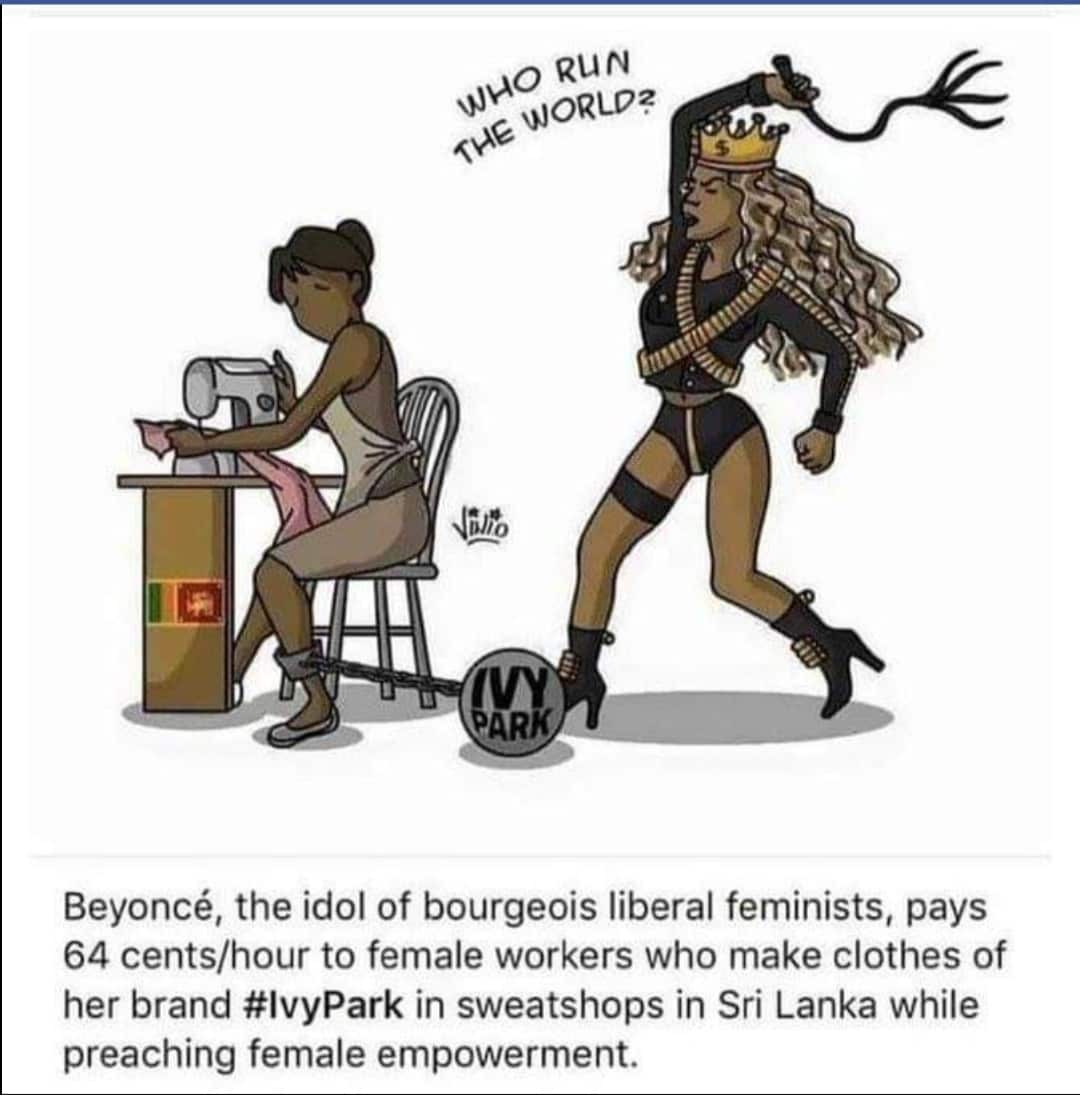 WHO RUN
THE WORLD?
$
IVY
PARK
Beyoncé, the idol of bourgeois liberal feminists, pays
64 cents/hour to female workers who make clothes of
her brand #IvyPark in sweatshops in Sri Lanka while
preaching female empowerment.